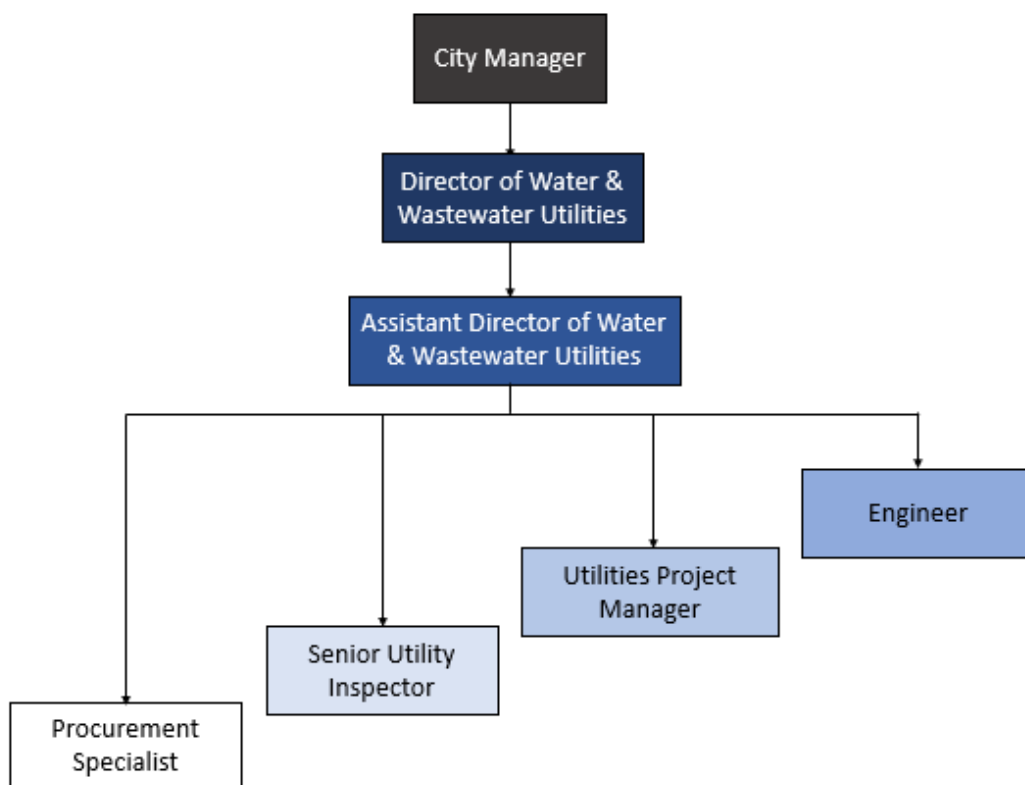 City Manager
Director of Water &
Wastewater Utilities
Assistant Director of Water
& Wastewater Utilities
Engineer
Utilities Project
Manager
Senior Utility
Inspector
Procurement
Specialist